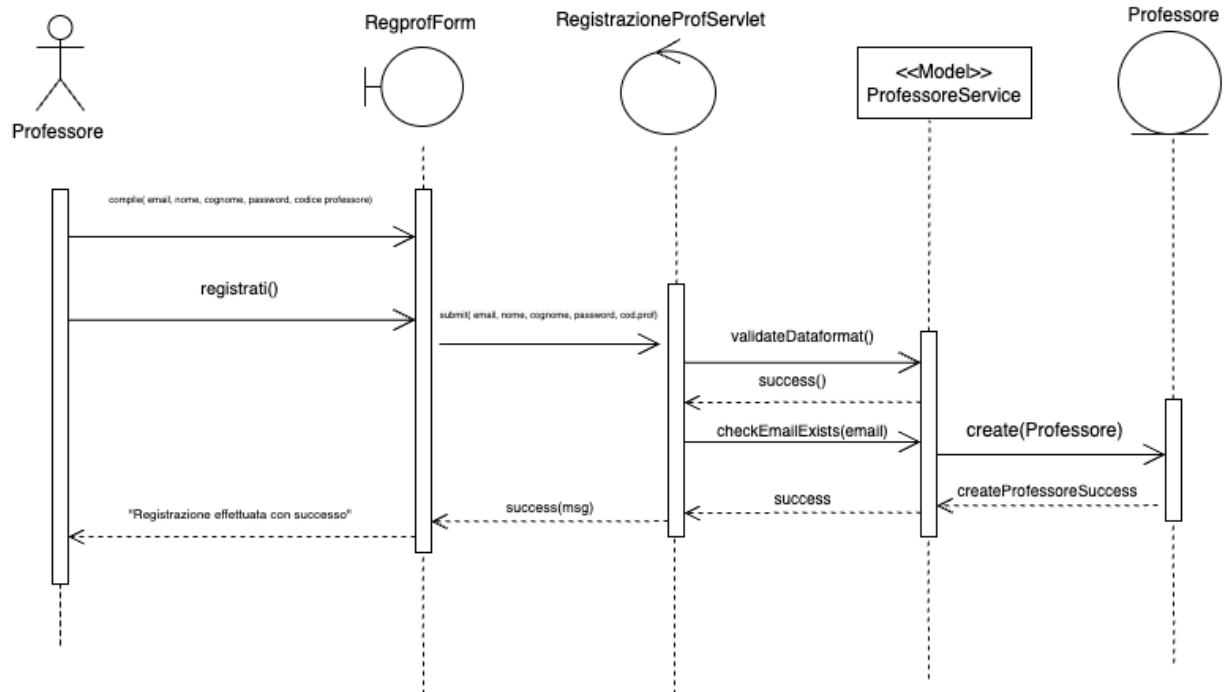 Professore
RegprofForm
RegistrazioneProfServlet
<<Model>>
ProfessoreService
Professore
compile( email, nome, cognome, password, codice professore)
registrati()
submit( email, nome, cognome, password, cod.prof)
validateDataformat()
success()
checkEmailExists(email)
create(Professore)
createProfessoreSuccess
success
success(msg)
"Registrazione effettuata con successo"